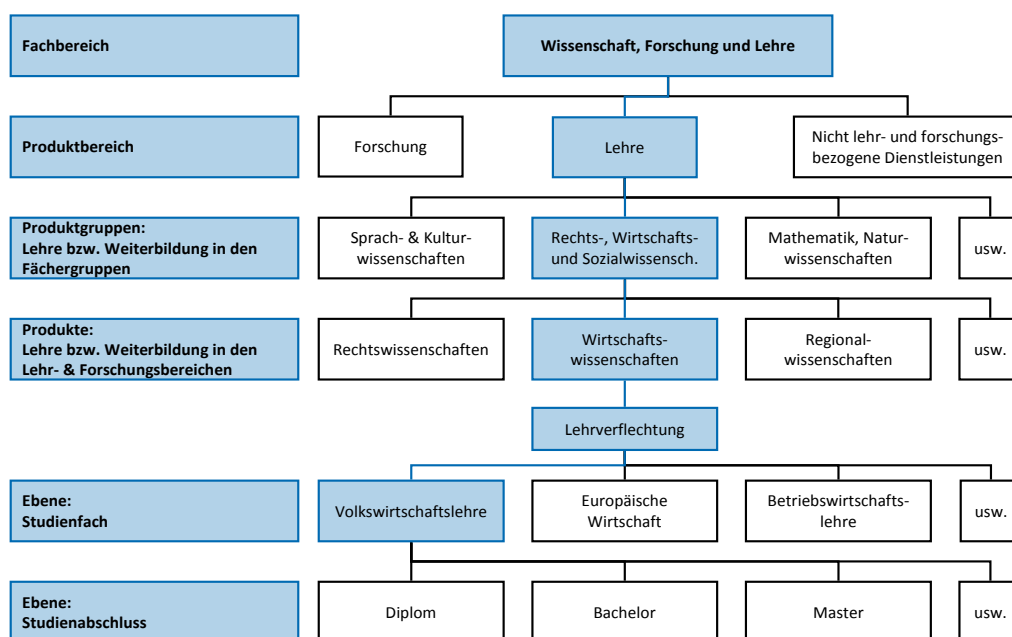 Fachbereich
Wissenschaft, Forschung und Lehre
Produktbereich
Forschung
Lehre
Nicht lehr- und forschungs-
bezogene Dienstleistungen
Produktgruppen:
Lehre bzw. Weiterbildung in den
Fächergruppen
Sprach- & Kultur-
wissenschaften
Rechts-, Wirtschafts-
und Sozialwissensch.
Mathematik, Natur-
wissenschaften
usw.
Produkte:
Lehre bzw. Weiterbildung in den
Lehr- & Forschungsbereichen
Rechtswissenschaften
Wirtschafts-
wissenschaften
Regional-
wissenschaften
usw.
Lehrverflechtung
Ebene:
Studienfach
Volkswirtschaftslehre
Europäische
Wirtschaft
Betriebswirtschafts-
lehre
usw.
Ebene:
Studienabschluss
Diplom
Bachelor
Master
usw.